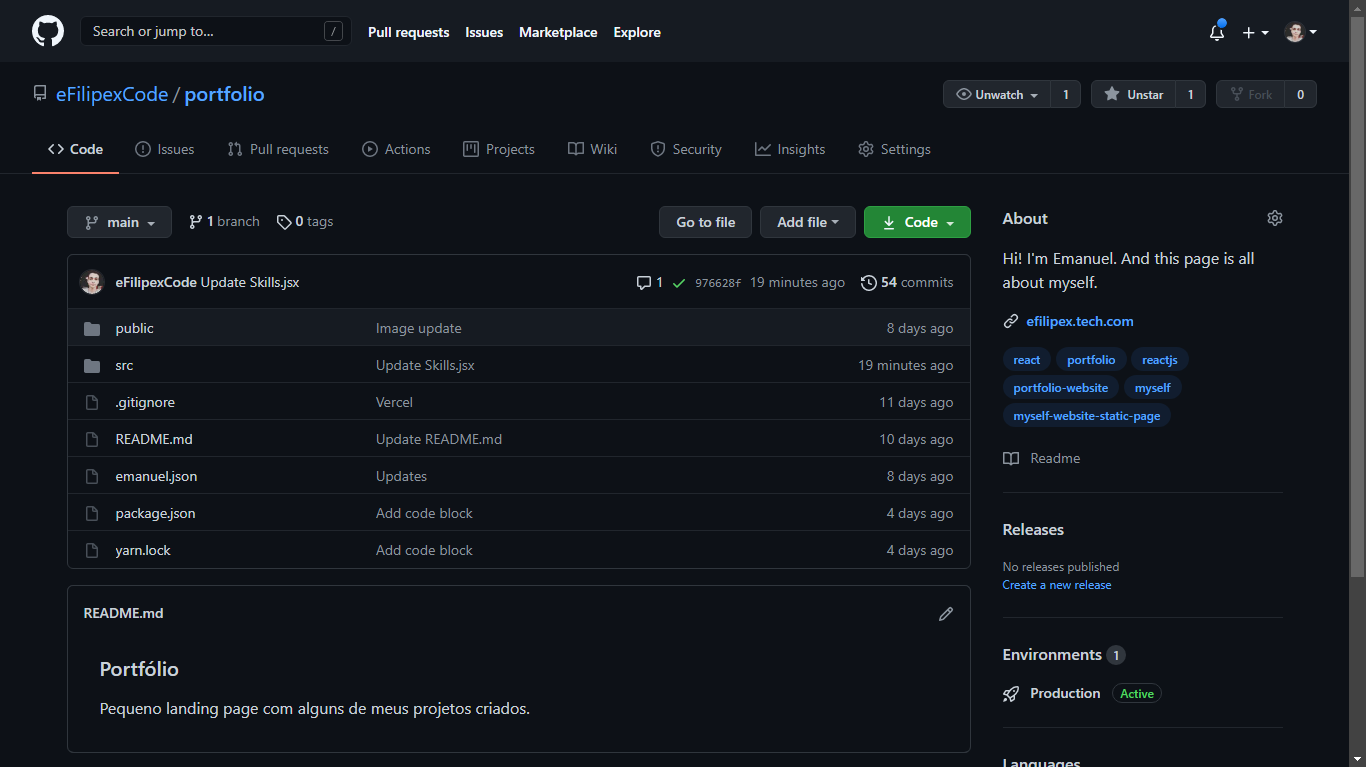 Search or jump to... /
Pull requests Issues Marketplace Explore
eFilipexCode / portfolio
Unwatch 1 Unstar 1 Fork 0
Code Issues Pull requests Actions Projects Wiki Security Insights Settings
main 1 branch 0 tags Go to file Add file Code
eFilipexCode Update Skills.jsx 1 976628f 19 minutes ago 54 commits
public Image update 8 days ago
src Update Skills.jsx 19 minutes ago
.gitignore Vercel 11 days ago
README.md Update README.md 10 days ago
emanuel.json Updates 8 days ago
package.json Add code block 4 days ago
yarn.lock Add code block 4 days ago
README.md
Portfólio
Pequeno landing page com alguns de meus projetos criados.
About
Hi! I'm Emanuel. And this page is all
about myself.
efilipex.tech.com
react portfolio reactjs
portfolio-website myself
myself-website-static-page
Readme
Releases
No releases published
Create a new release
Environments 1
Production Active
Languages